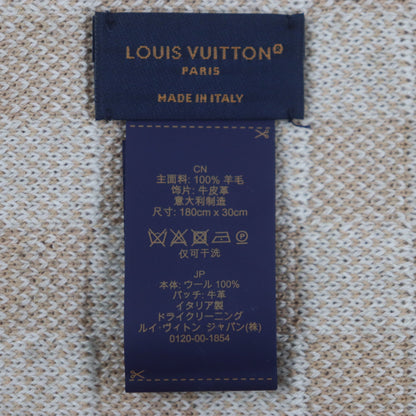 LOUIS VUITTON®
PARIS
MADE IN ITALY
CN
主面料: 100% 羊毛
饰片: 牛皮革
意大利制造
尺寸: 180cm x 30cm
仅可干洗
JP
本体: ウール 100%
パッチ: 牛革
イタリア製
ドライクリーニング
ルイ・ヴィトン ジャパン(株)
0120-00-1854